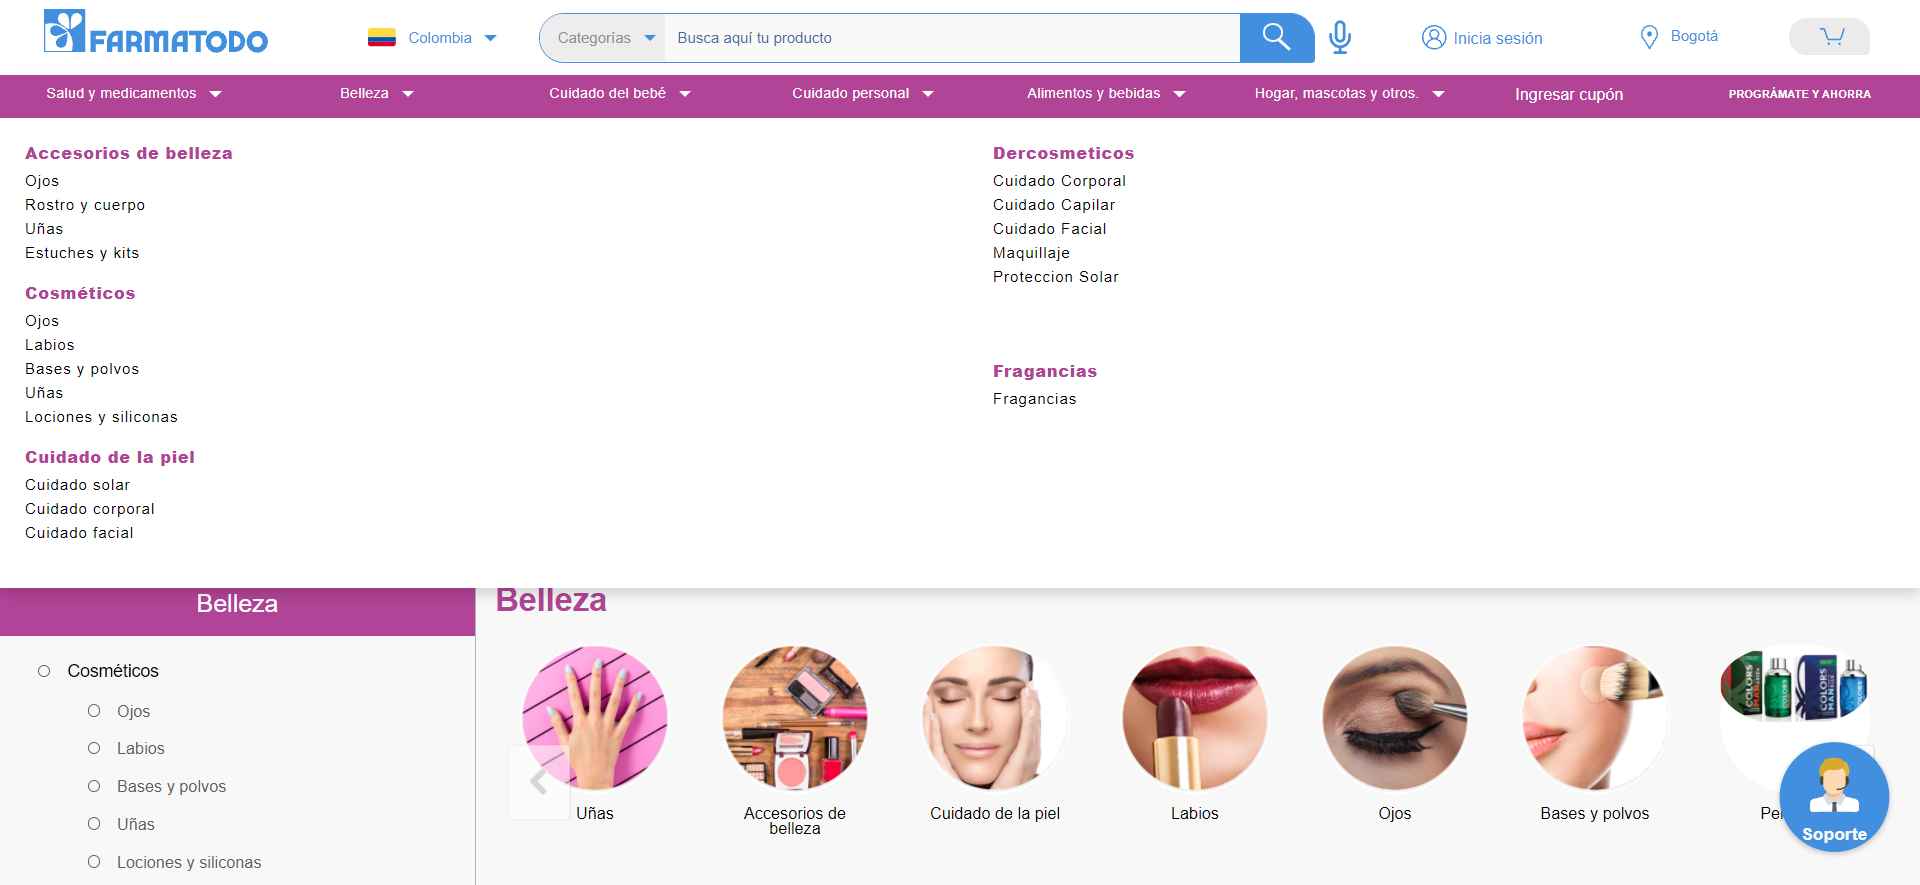 FARMATODO
Colombia
Categorías
Busca aquí tu producto
Inicia sesión
Bogotá
Salud y medicamentos
Belleza
Cuidado del bebé
Cuidado personal
Alimentos y bebidas
Hogar, mascotas y otros.
Ingresar cupón
PROGRÁMATE Y AHORRA
Accesorios de belleza
Ojos
Rostro y cuerpo
Uñas
Estuches y kits
Cosméticos
Ojos
Labios
Bases y polvos
Uñas
Lociones y siliconas
Cuidado de la piel
Cuidado solar
Cuidado corporal
Cuidado facial
Dercosmeticos
Cuidado Corporal
Cuidado Capilar
Cuidado Facial
Maquillaje
Proteccion Solar
Fragancias
Fragancias
Belleza
Cosméticos
Ojos
Labios
Bases y polvos
Uñas
Lociones y siliconas
Belleza
Uñas
Accesorios de
belleza
Cuidado de la piel
Labios
Ojos
Bases y polvos
COLORS
MAN
COLORS
MAN
Soporte